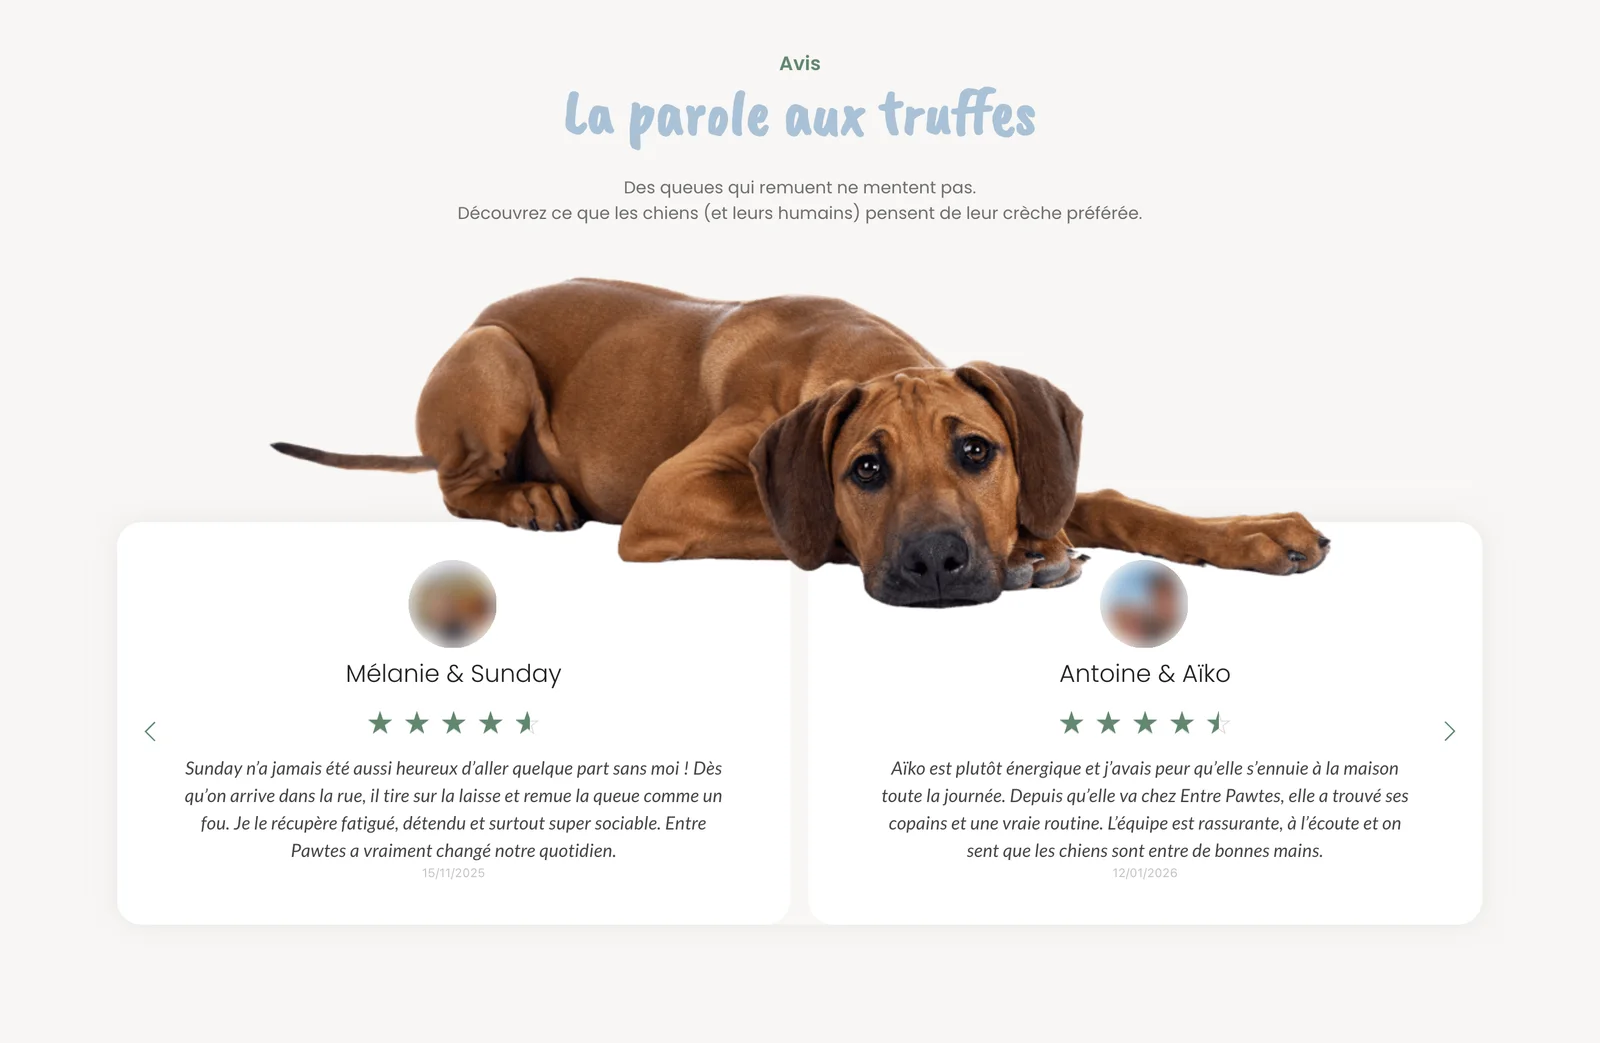 Avis
La parole aux truffes
Des queues qui remuent ne mentent pas.
Découvrez ce que les chiens (et leurs humains) pensent de leur crèche préférée.
Mélanie & Sunday
Sunday n’a jamais été aussi heureux d’aller quelque part sans moi ! Dès
qu’on arrive dans la rue, il tire sur la laisse et remue la queue comme un
fou. Je le récupère fatigué, détendu et surtout super sociable. Entre
Pawtes a vraiment changé notre quotidien.
15/11/2025
Antoine & Aïko
Aïko est plutôt énergique et j’avais peur qu’elle s’ennuie à la maison
toute la journée. Depuis qu’elle va chez Entre Pawtes, elle a trouvé ses
copains et une vraie routine. L’équipe est rassurante, à l’écoute et on
sent que les chiens sont entre de bonnes mains.
12/01/2026